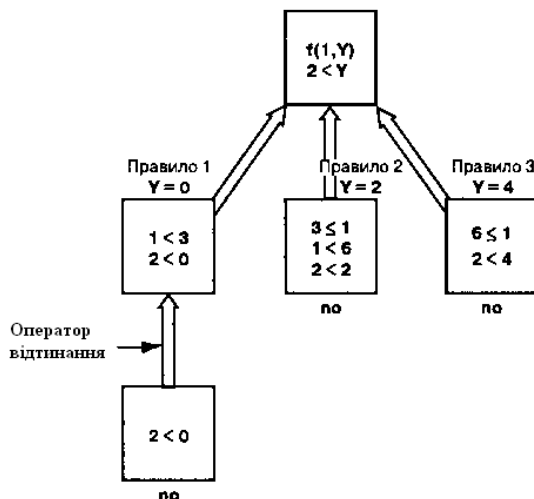 f(1,Y)
2 < Y
Правило 1
Y = 0
Правило 2
Y = 2
Правило 3
Y = 4
1 < 3
2 < 0
3 ≤ 1
1 < 6
2 < 2
6 ≤ 1
2 < 4
no
no
Оператор
відтинання
2 < 0
no